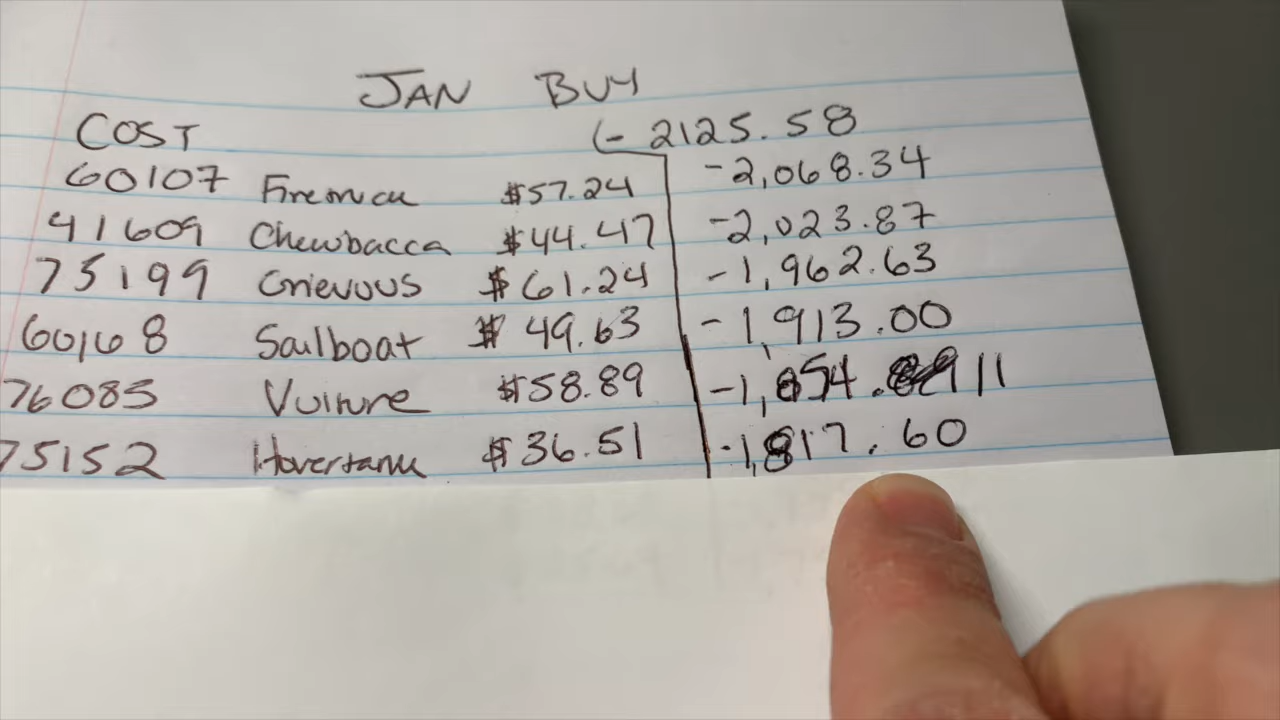 JAN BUY
COST (- 2125.58
60107 Firetruck $57.24 -2,068.34
41609 Chewbacca $44.47 -2,023.87
75199 Grievous $61.24 -1,962.63
60168 Sailboat $49.63 -1,913.00
76085 Vulture $58.89 -1,854.11
75152 Hovertank $36.51 -1,817.60